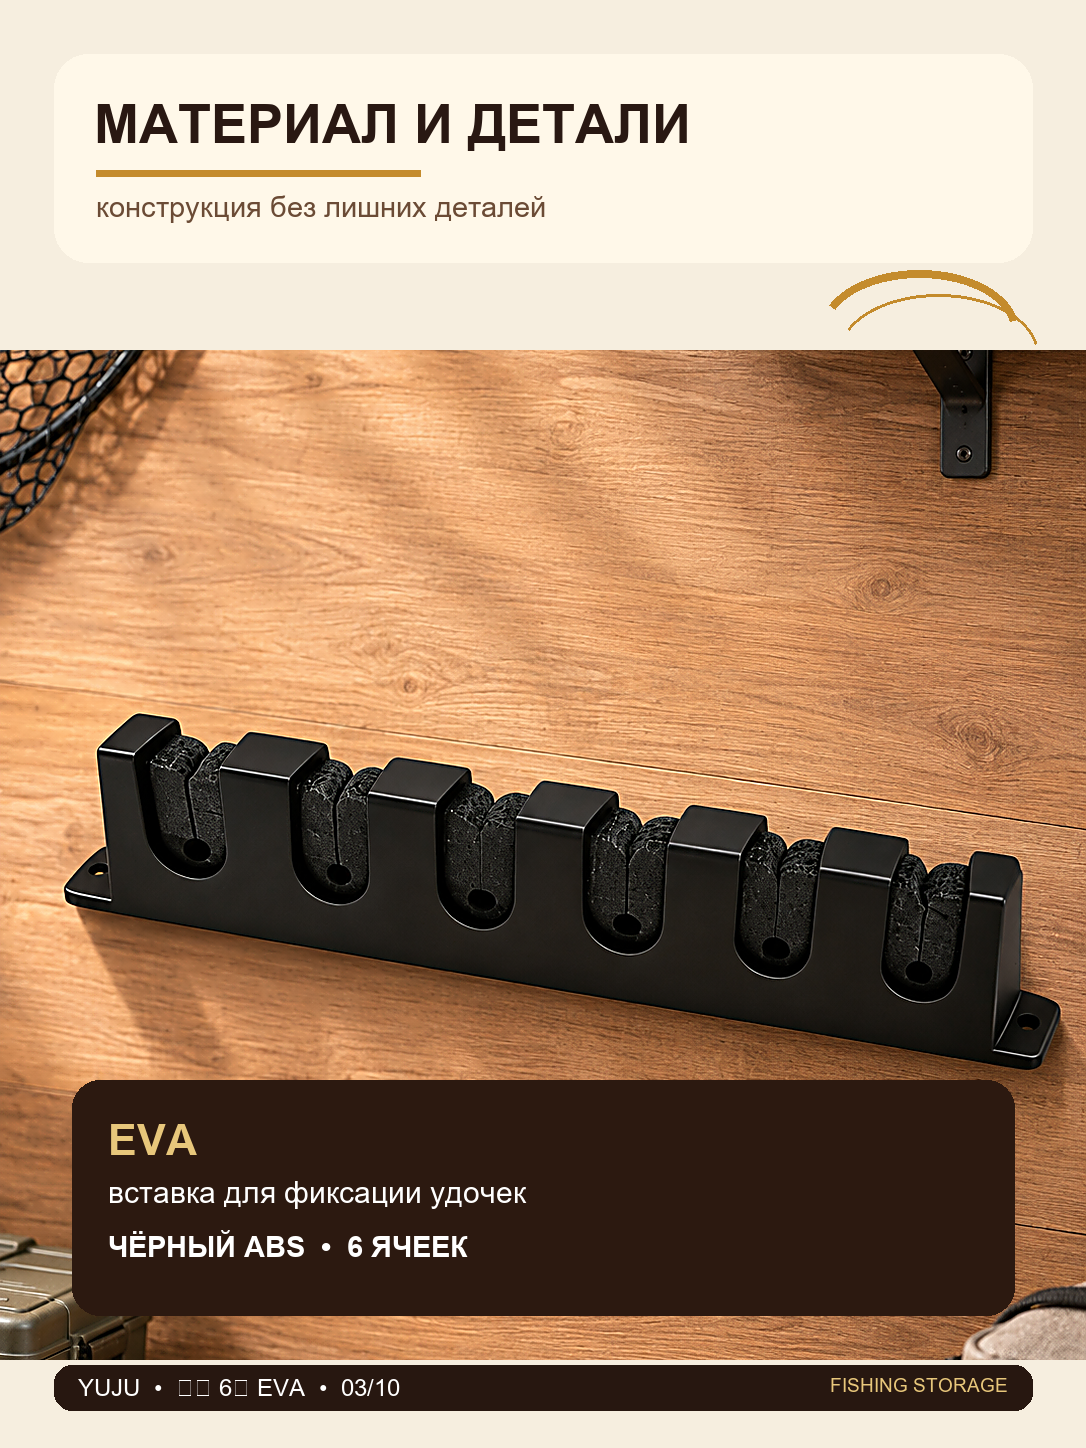 МАТЕРИАЛ И ДЕТАЛИ
конструкция без лишних деталей
EVA
вставка для фиксации удочек
ЧЁРНЫЙ ABS • 6 ЯЧЕЕК
YUJU • 6 EVA • 03/10
FISHING STORAGE